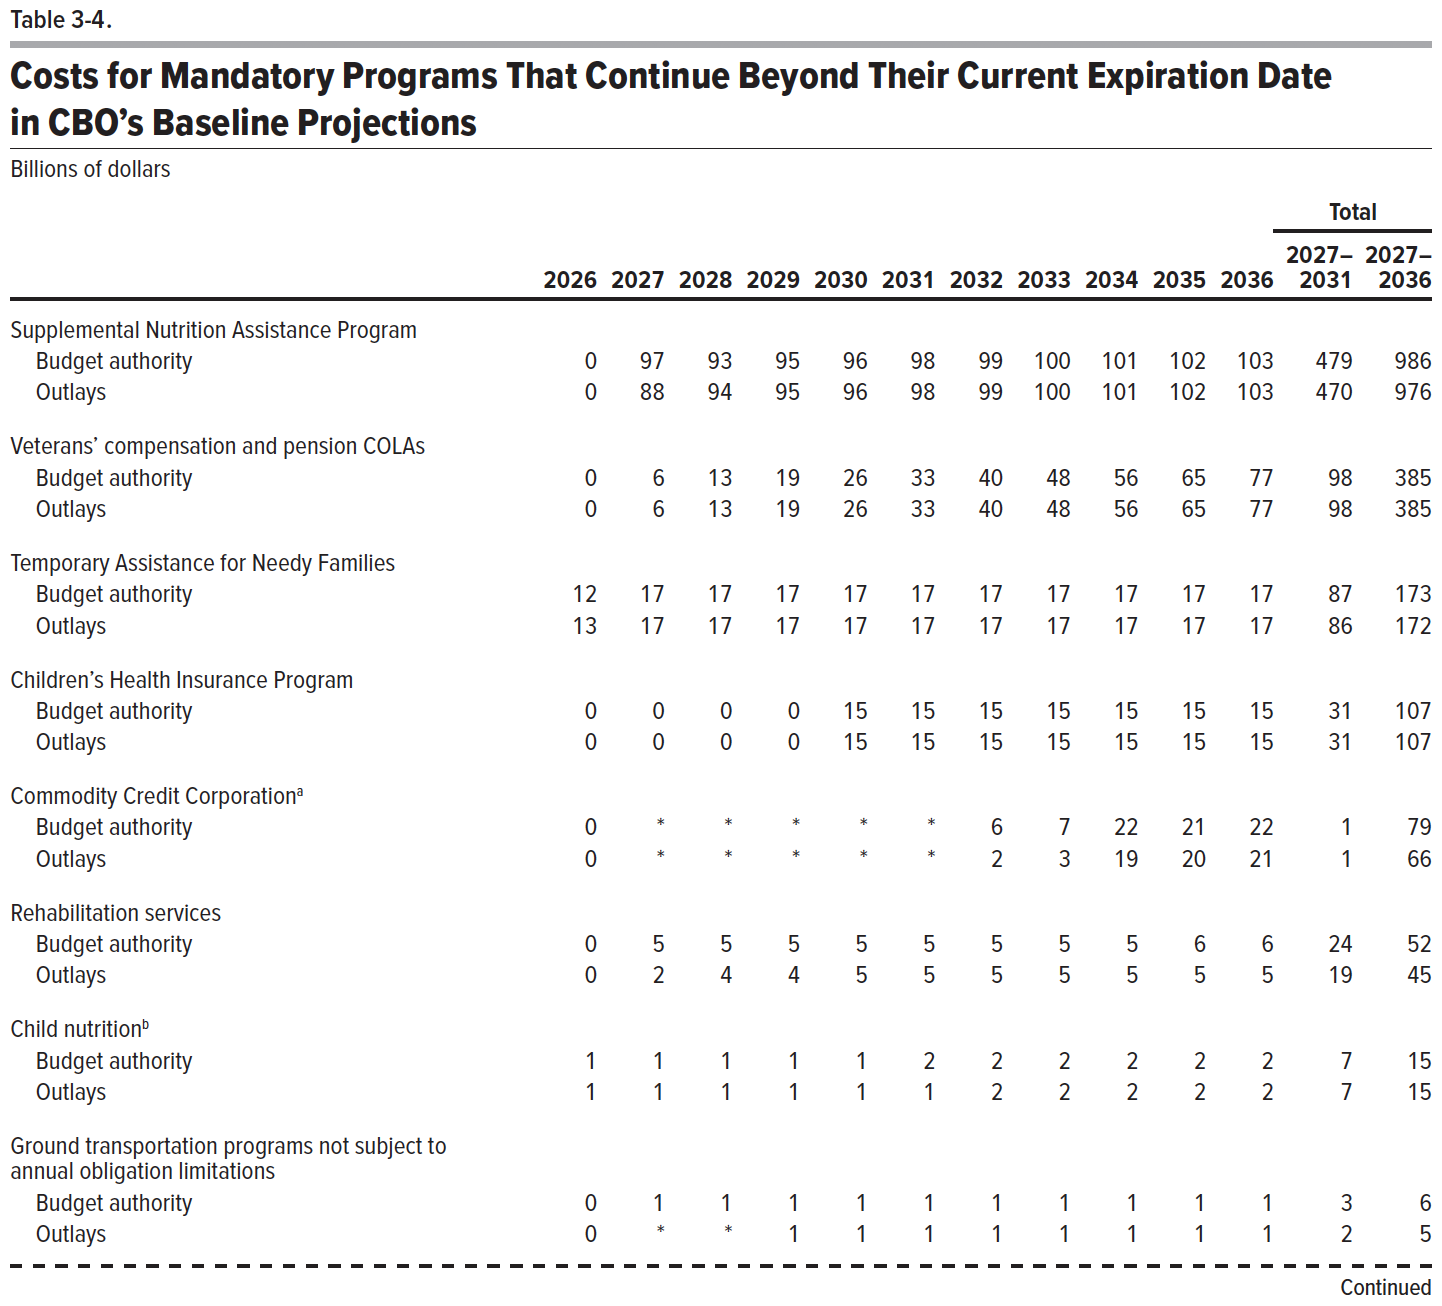 Table 3-4.
Costs for Mandatory Programs That Continue Beyond Their Current Expiration Date
in CBO’s Baseline Projections
Billions of dollars
Total
2027– 2027–
2026 2027 2028 2029 2030 2031 2032 2033 2034 2035 2036 2031 2036
Supplemental Nutrition Assistance Program
Budget authority 0 97 93 95 96 98 99 100 101 102 103 479 986
Outlays 0 88 94 95 96 98 99 100 101 102 103 470 976
Veterans’ compensation and pension COLAs
Budget authority 0 6 13 19 26 33 40 48 56 65 77 98 385
Outlays 0 6 13 19 26 33 40 48 56 65 77 98 385
Temporary Assistance for Needy Families
Budget authority 12 17 17 17 17 17 17 17 17 17 17 87 173
Outlays 13 17 17 17 17 17 17 17 17 17 17 86 172
Children’s Health Insurance Program
Budget authority 0 0 0 0 15 15 15 15 15 15 15 31 107
Outlays 0 0 0 0 15 15 15 15 15 15 15 31 107
Commodity Credit Corporationᵃ
Budget authority 0 * * * * * 6 7 22 21 22 1 79
Outlays 0 * * * * * 2 3 19 20 21 1 66
Rehabilitation services
Budget authority 0 5 5 5 5 5 5 5 5 6 6 24 52
Outlays 0 2 4 4 5 5 5 5 5 5 5 19 45
Child nutritionᵇ
Budget authority 1 1 1 1 1 2 2 2 2 2 2 7 15
Outlays 1 1 1 1 1 1 2 2 2 2 2 7 15
Ground transportation programs not subject to
annual obligation limitations
Budget authority 0 1 1 1 1 1 1 1 1 1 1 3 6
Outlays 0 * * 1 1 1 1 1 1 1 1 2 5
Continued